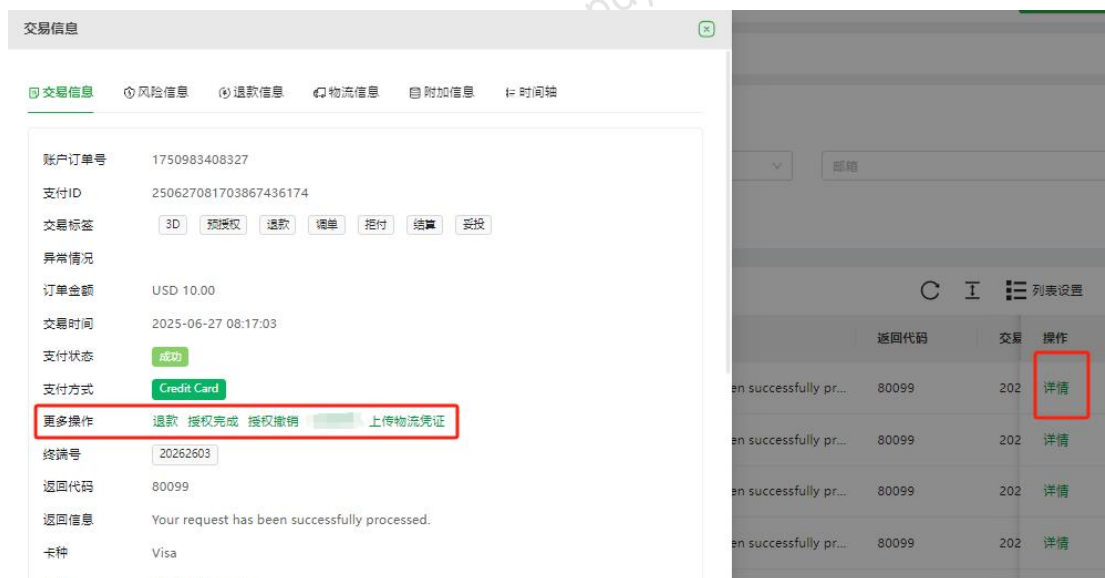 交易信息
交易信息 风险信息 退款信息 物流信息 附加信息 时间轴
账户订单号 1750983408327
支付ID 250627081703867436174
交易标签 3D 预授权 退款 调单 拒付 结算 妥投
异常情况
订单金额 USD 10.00
交易时间 2025-06-27 08:17:03
支付状态 成功
支付方式 Credit Card
更多操作 退款 授权完成 授权撤销 上传物流凭证
终端号 20262603
返回代码 80099
返回信息 Your request has been successfully processed.
卡种 Visa
邮箱
列表设置
返回代码 交易 操作
en successfully pr... 80099 202 详情
en successfully pr... 80099 202 详情
en successfully pr... 80099 202 详情
en successfully pr... 80099 202 详情